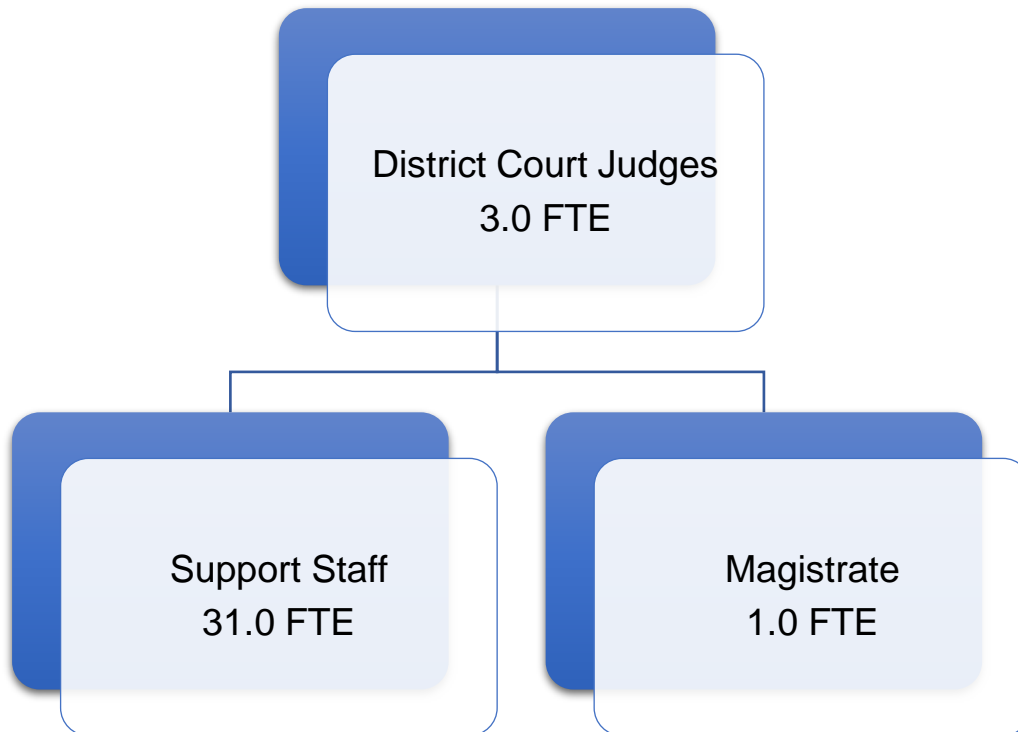 District Court Judges
3.0 FTE
Support Staff
31.0 FTE
Magistrate
1.0 FTE